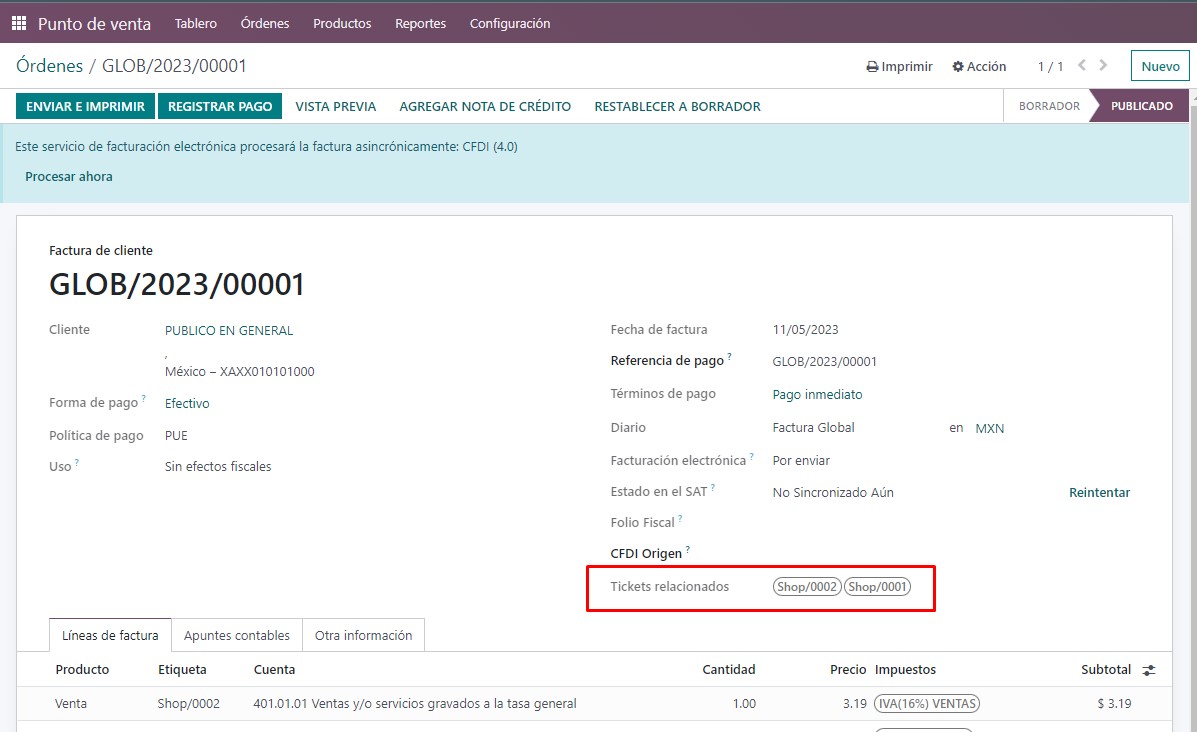 Punto de venta Tablero Órdenes Productos Reportes Configuración
Órdenes / GLOB/2023/00001 Imprimir Acción 1 / 1 Nuevo
ENVIAR E IMPRIMIR REGISTRAR PAGO VISTA PREVIA AGREGAR NOTA DE CRÉDITO RESTABLECER A BORRADOR BORRADOR PUBLICADO
Este servicio de facturación electrónica procesará la factura asincrónicamente: CFDI (4.0)
Procesar ahora
Factura de cliente
GLOB/2023/00001
Cliente PUBLICO EN GENERAL
,
México – XAXX010101000
Forma de pago ? Efectivo
Política de pago PUE
Uso ? Sin efectos fiscales
Fecha de factura 11/05/2023
Referencia de pago ? GLOB/2023/00001
Términos de pago Pago inmediato
Diario Factura Global en MXN
Facturación electrónica ? Por enviar
Estado en el SAT ? No Sincronizado Aún Reintentar
Folio Fiscal ?
CFDI Origen ?
Tickets relacionados Shop/0002 Shop/0001
Líneas de factura Apuntes contables Otra información
Producto Etiqueta Cuenta Cantidad Precio Impuestos Subtotal
Venta Shop/0002 401.01.01 Ventas y/o servicios gravados a la tasa general 1.00 3.19 IVA(16%) VENTAS $ 3.19